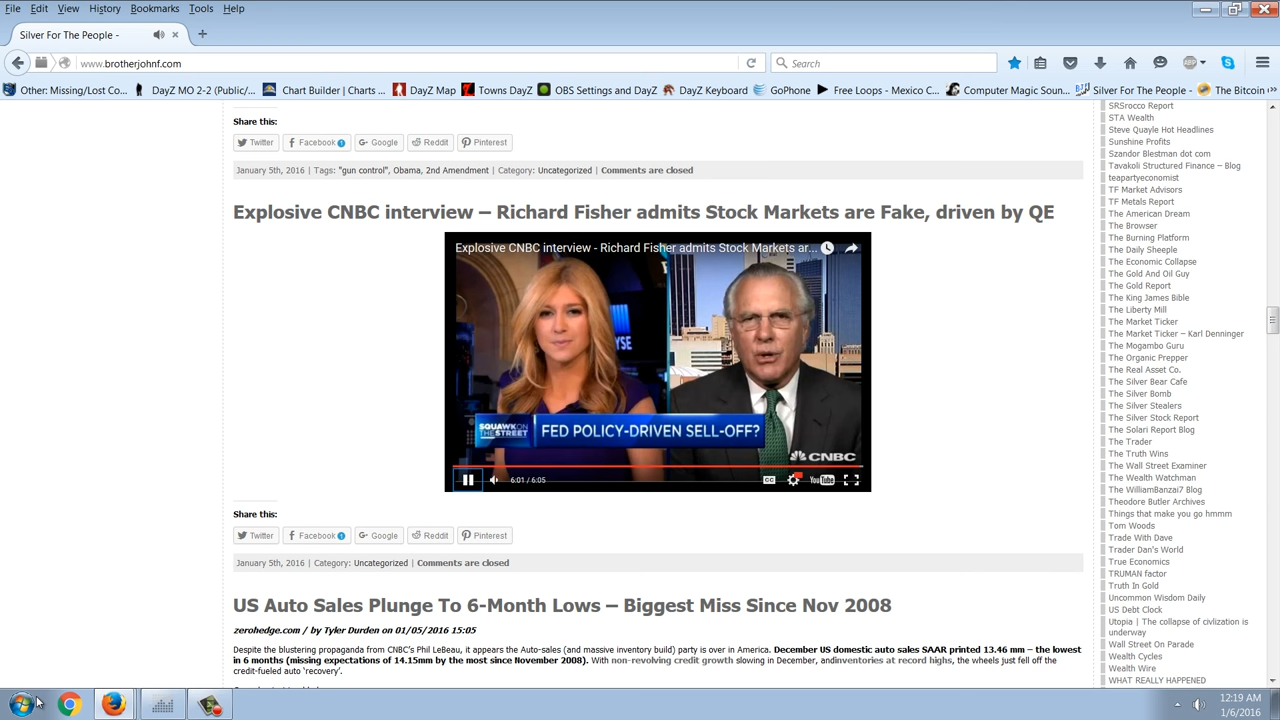 File Edit View History Bookmarks Tools Help
Silver For The People -
www.brotherjohnf.com
Search
Other: Missing/Lost Co...
DayZ MO 2-2 (Public/...
Chart Builder | Charts ...
DayZ Map
Towns DayZ
OBS Settings and DayZ
DayZ Keyboard
GoPhone
Free Loops - Mexico C...
Computer Magic Soun...
Silver For The People -
The Bitcoin
Share this:
Twitter Facebook 1 Google Reddit Pinterest
January 5th, 2016 | Tags: "gun control", Obama, 2nd Amendment | Category: Uncategorized | Comments are closed
Explosive CNBC interview – Richard Fisher admits Stock Markets are Fake, driven by QE
Explosive CNBC interview - Richard Fisher admits Stock Markets ar...
YSE
SQUAWK ON THE STREET
FED POLICY-DRIVEN SELL-OFF?
CNBC
6:01 / 6:05
CC
YouTube
Share this:
Twitter Facebook 1 Google Reddit Pinterest
January 5th, 2016 | Category: Uncategorized | Comments are closed
US Auto Sales Plunge To 6-Month Lows – Biggest Miss Since Nov 2008
zerohedge.com / by Tyler Durden on 01/05/2016 15:05
Despite the blustering propaganda from CNBC's Phil LeBeau, it appears the Auto-sales (and massive inventory build) party is over in America. December US domestic auto sales SAAR printed 13.46 mm – the lowest
in 6 months (missing expectations of 14.15mm by the most since November 2008). With non-revolving credit growth slowing in December, andinventories at record highs, the wheels just fell off the
credit-fueled auto 'recovery'.
SRSrocco Report
STA Wealth
Steve Quayle Hot Headlines
Sunshine Profits
Szandor Blestman dot com
Tavakoli Structured Finance – Blog
teapartyeconomist
TF Market Advisors
TF Metals Report
The American Dream
The Browser
The Burning Platform
The Daily Sheeple
The Economic Collapse
The Gold And Oil Guy
The Gold Report
The King James Bible
The Liberty Mill
The Market Ticker
The Market Ticker – Karl Denninger
The Mogambo Guru
The Organic Prepper
The Real Asset Co.
The Silver Bear Cafe
The Silver Bomb
The Silver Stealers
The Silver Stock Report
The Solari Report Blog
The Trader
The Truth Wins
The Wall Street Examiner
The Wealth Watchman
The WilliamBanzai7 Blog
Theodore Butler Archives
Things that make you go hmmm
Tom Woods
Trade With Dave
Trader Dan's World
True Economics
TRUMAN factor
Truth In Gold
Uncommon Wisdom Daily
US Debt Clock
Utopia | The collapse of civlization is
underway
Wall Street On Parade
Wealth Cycles
Wealth Wire
WHAT REALLY HAPPENED
12:19 AM
1/6/2016